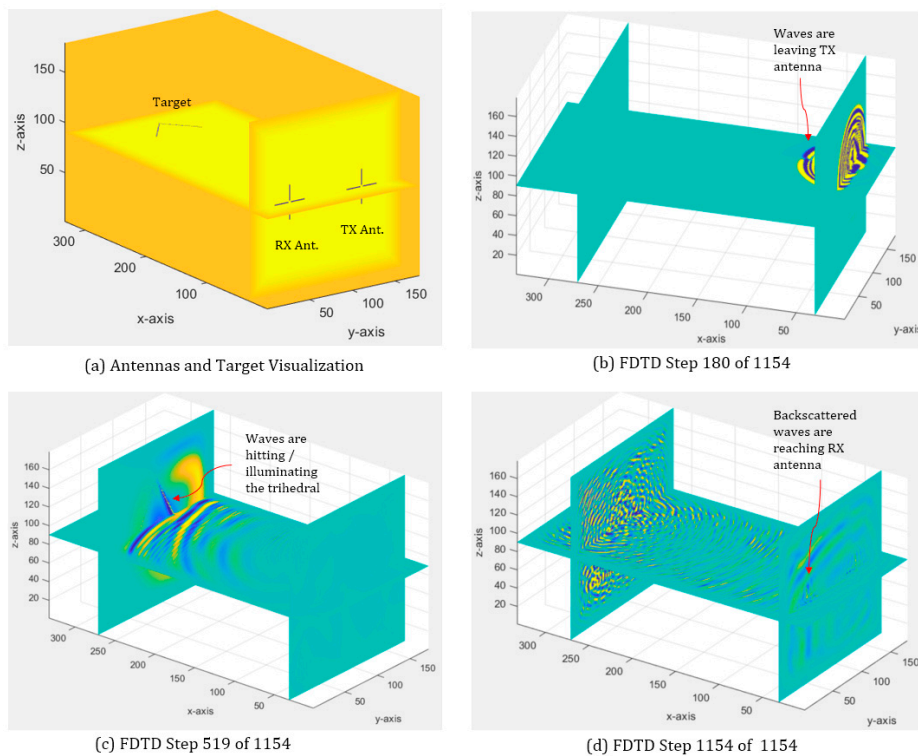 Target
RX Ant.
TX Ant.
z-axis
150
100
50
300
200
100
x-axis
50
100
150
y-axis
(a) Antennas and Target Visualization
Waves are
leaving TX
antenna
z-axis
160
140
120
100
80
60
40
20
300
250
200
150
100
50
x-axis
50
100
150
y-axis
(b) FDTD Step 180 of 1154
Waves are
hitting /
illuminating
the trihedral
z-axis
160
140
120
100
80
60
40
20
300
250
200
150
100
50
x-axis
50
100
150
y-axis
(c) FDTD Step 519 of 1154
Backscattered
waves are
reaching RX
antenna
z-axis
160
140
120
100
80
60
40
20
300
250
200
150
100
50
x-axis
50
100
150
y-axis
(d) FDTD Step 1154 of 1154